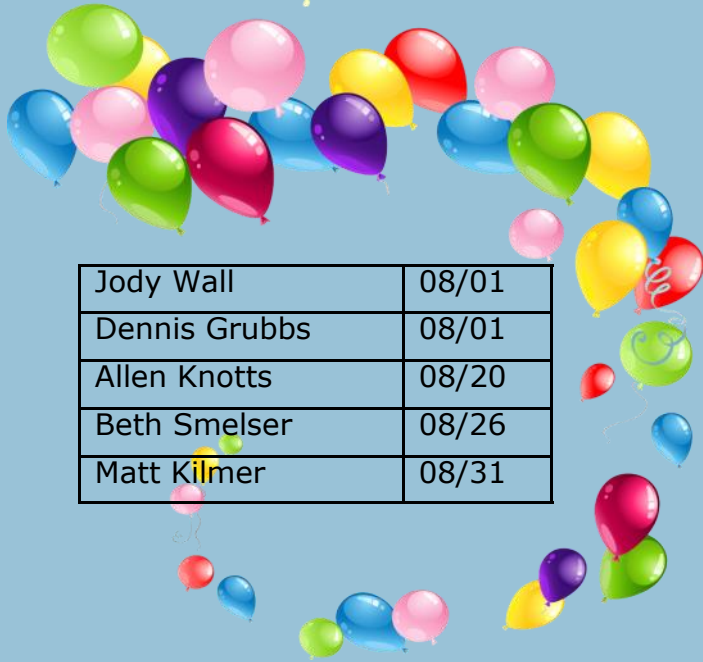 Jody Wall 08/01
Dennis Grubbs 08/01
Allen Knotts 08/20
Beth Smelser 08/26
Matt Kilmer 08/31